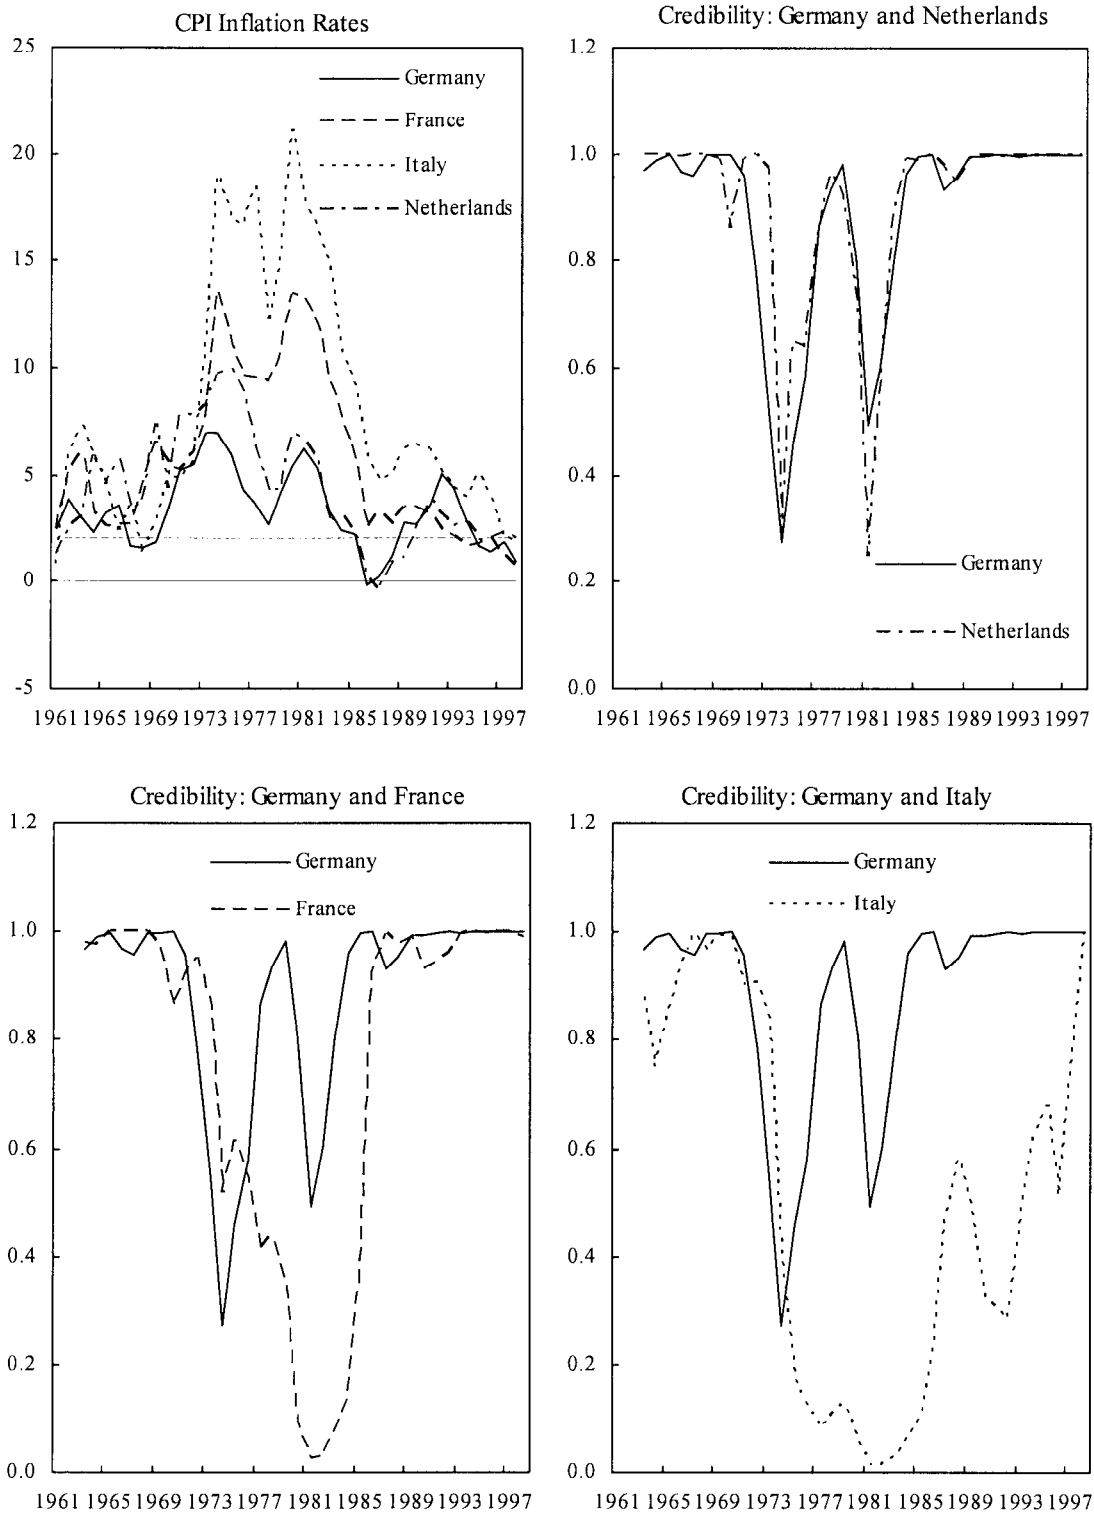 CPI Inflation Rates
25
20
15
10
5
0
-5
Germany
France
Italy
Netherlands
1961 1965 1969 1973 1977 1981 1985 1989 1993 1997
Credibility: Germany and Netherlands
1.2
1.0
0.8
0.6
0.4
0.2
0.0
Germany
Netherlands
1961 1965 1969 1973 1977 1981 1985 1989 1993 1997
Credibility: Germany and France
1.2
1.0
0.8
0.6
0.4
0.2
0.0
Germany
France
1961 1965 1969 1973 1977 1981 1985 1989 1993 1997
Credibility: Germany and Italy
1.2
1.0
0.8
0.6
0.4
0.2
0.0
Germany
Italy
1961 1965 1969 1973 1977 1981 1985 1989 1993 1997